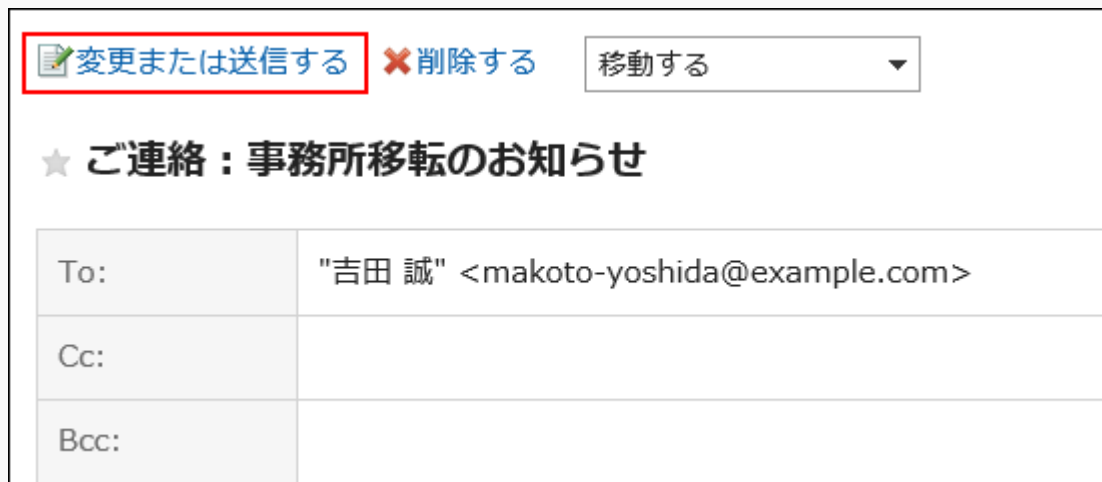 変更または送信する 削除する 移動する
ご連絡：事務所移転のお知らせ
To: "吉田 誠" <makoto-yoshida@example.com>
Cc:
Bcc: